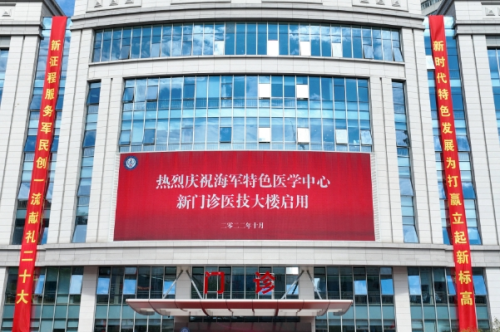 新时代特色发展为打赢立起新标高
新征程服务军民创一流献礼二十大
热烈庆祝海军特色医学中心
新门诊医技大楼启用
二〇二二年十月
门诊